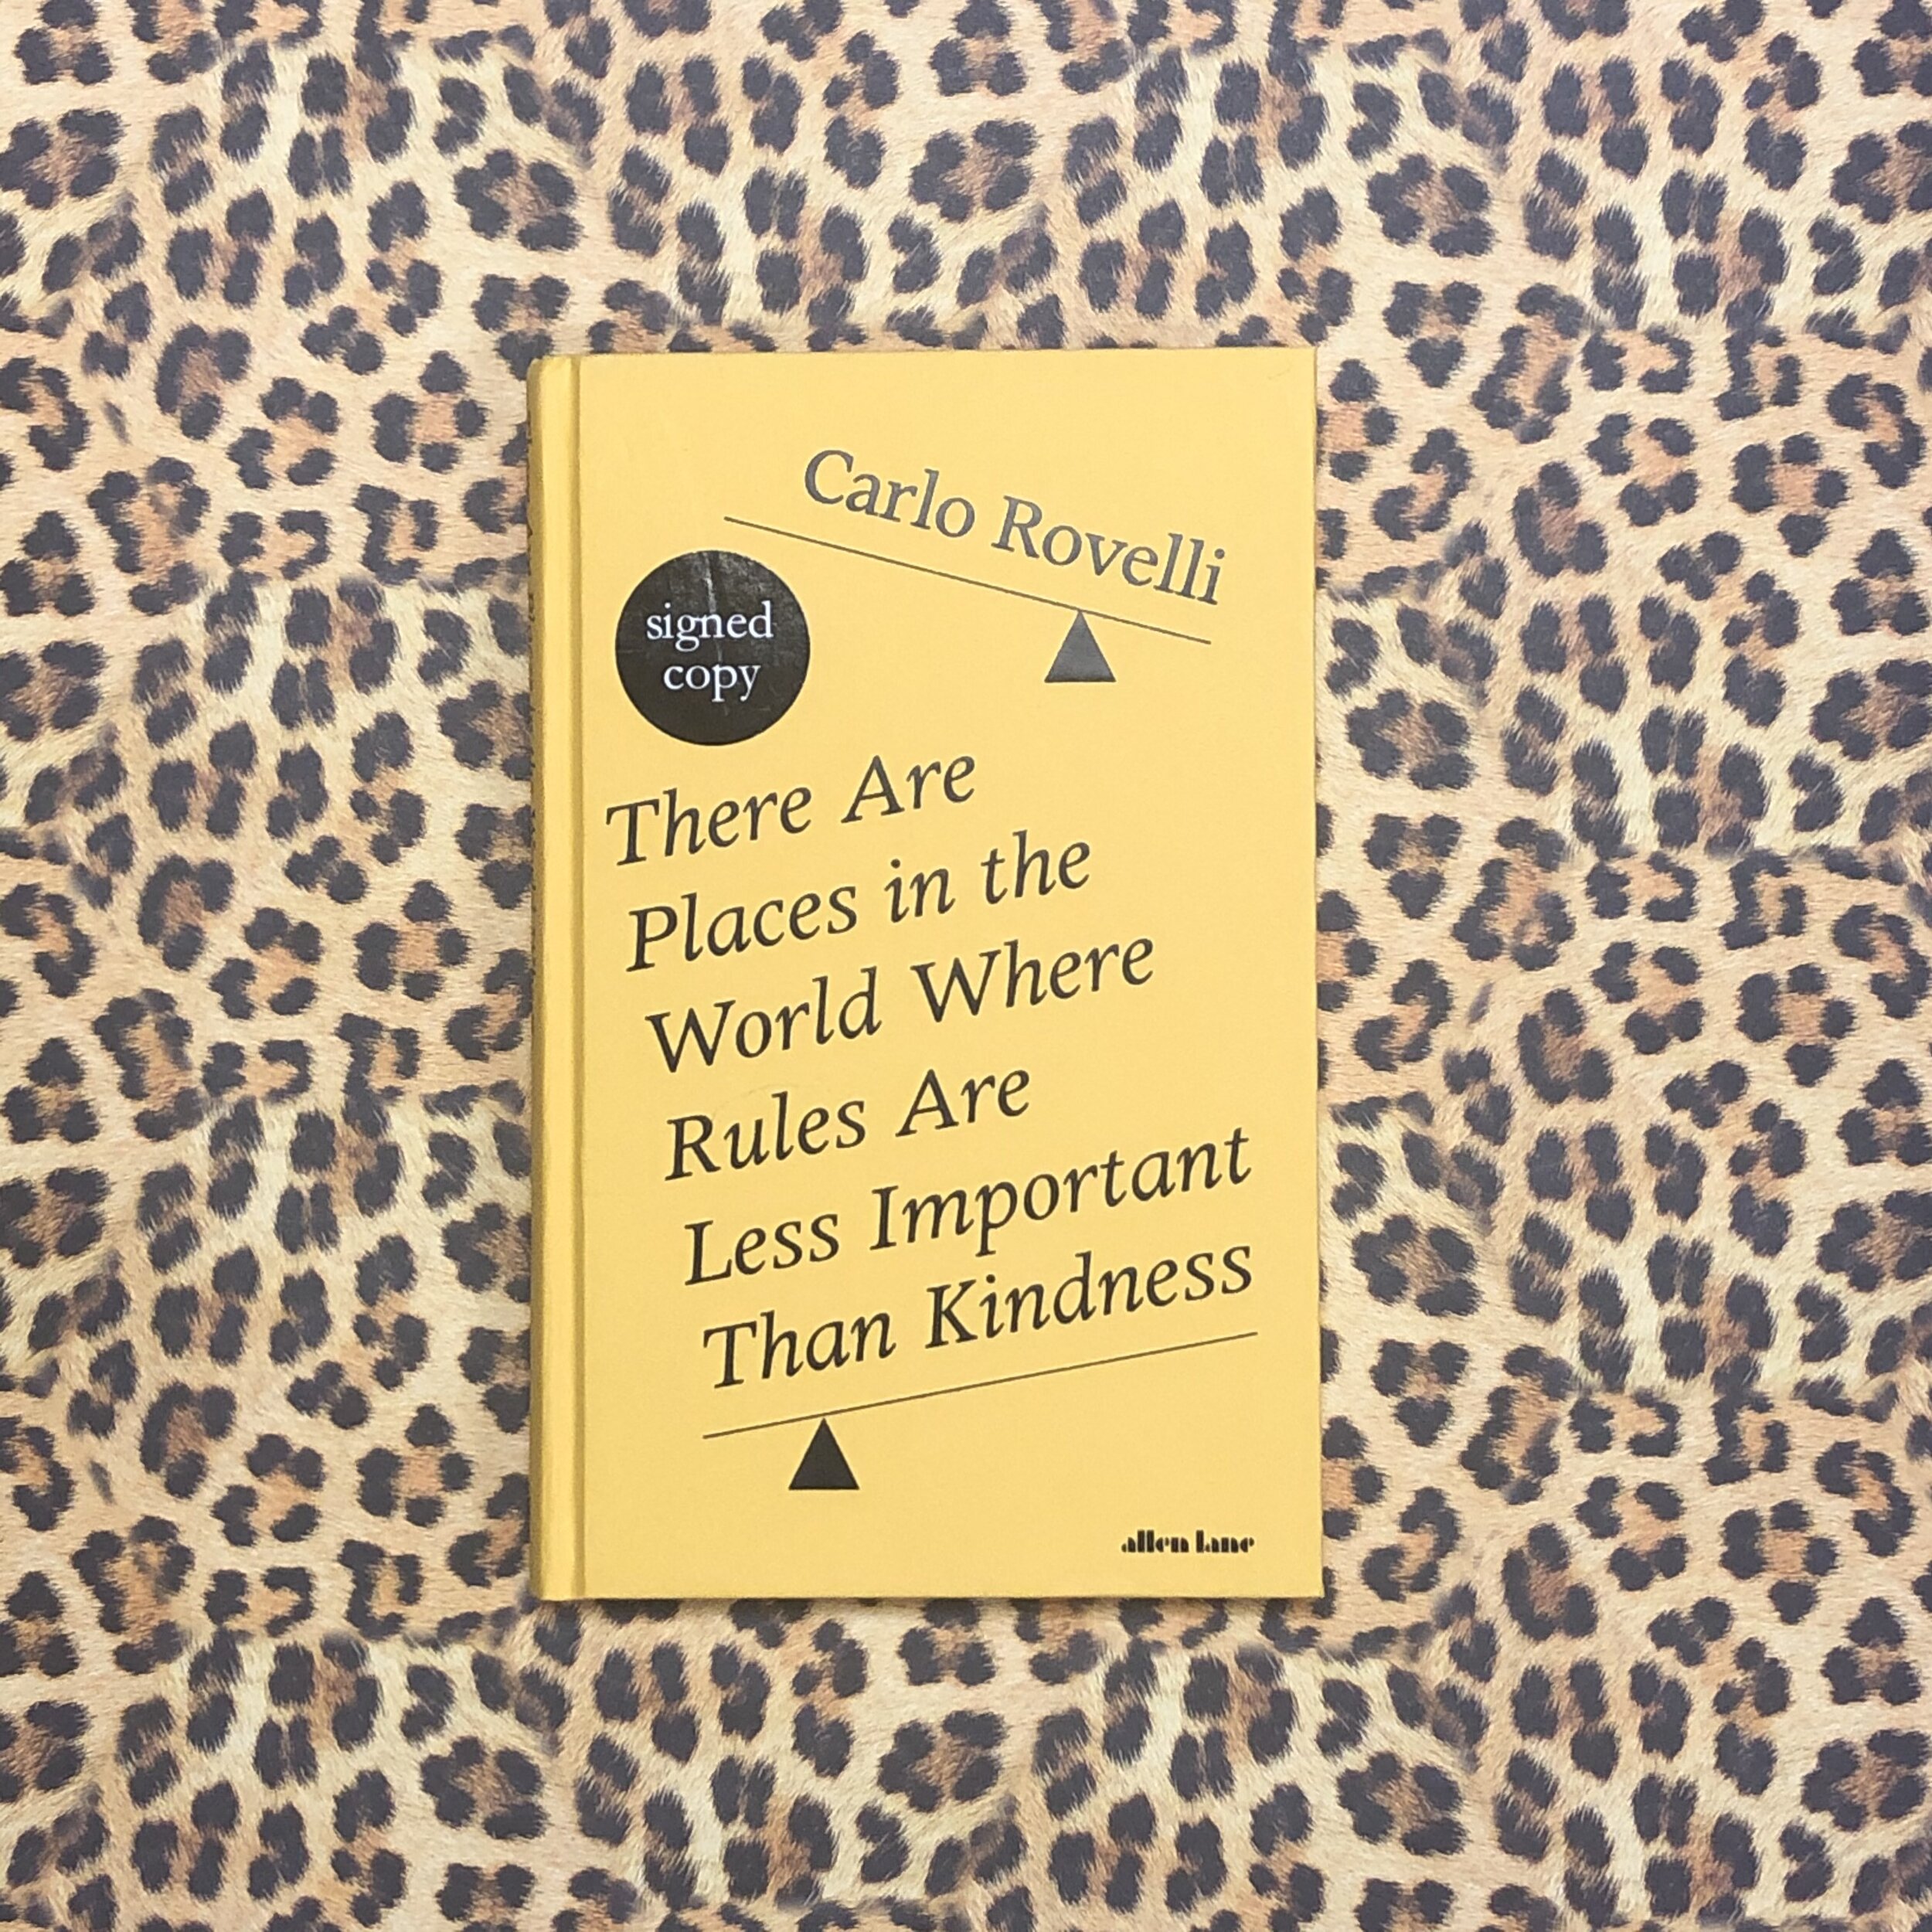 Carlo Rovelli
signed
copy
There Are
Places in the
World Where
Rules Are
Less Important
Than Kindness
allen lane